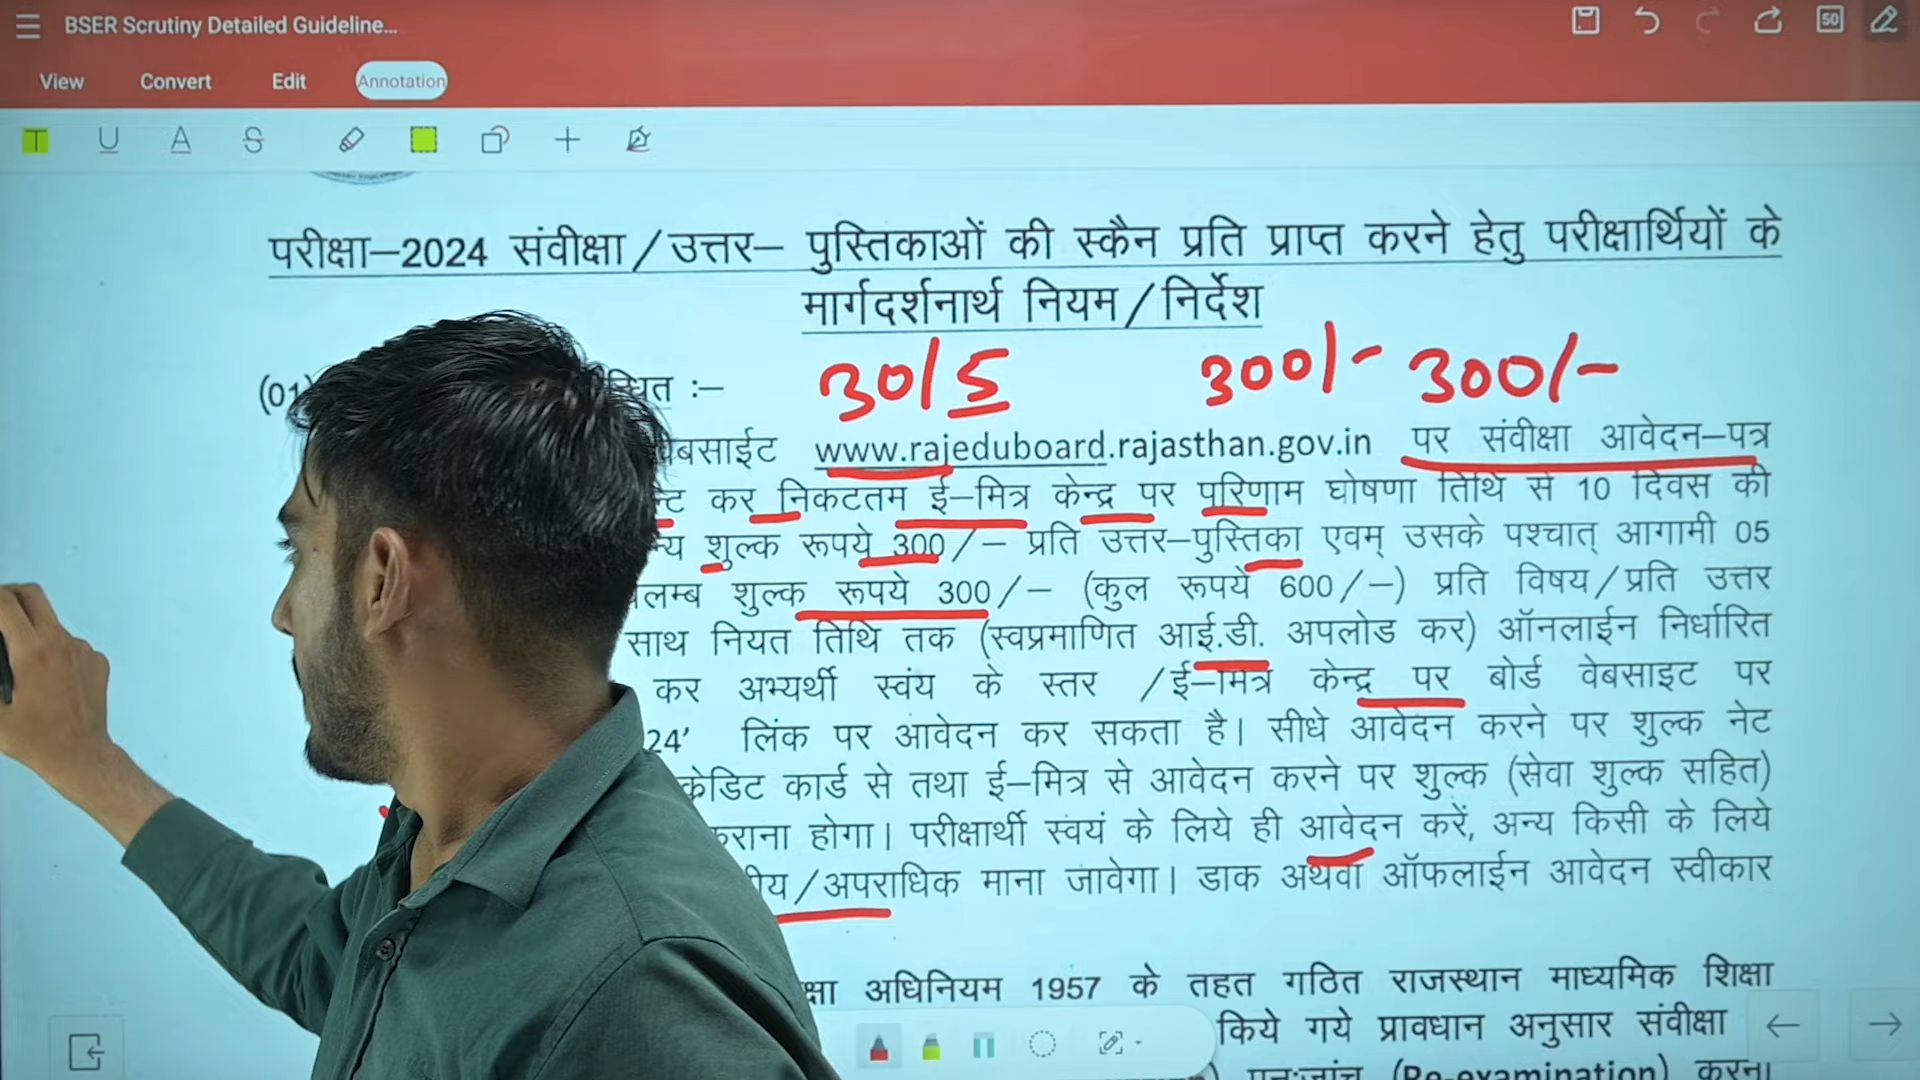 BSER Scrutiny Detailed Guideline...
50
View Convert Edit Annotation
T U A S
परीक्षा–2024 संवीक्षा/उत्तर– पुस्तिकाओं की स्कैन प्रति प्राप्त करने हेतु परीक्षार्थियों के
मार्गदर्शनार्थ नियम/निर्देश
30/5 300/- 300/-
(01 :–
www.rajeduboard.rajasthan.gov.in पर संवीक्षा आवेदन–पत्र
कर निकटतम ई–मित्र केन्द्र पर परिणाम घोषणा तिथि से 10 दिवस की
शुल्क रूपये 300/– प्रति उत्तर–पुस्तिका एवम् उसके पश्चात् आगामी 05
शुल्क रूपये 300/– (कुल रूपये 600/–) प्रति विषय/प्रति उत्तर
साथ नियत तिथि तक (स्वप्रमाणित आई.डी. अपलोड कर) ऑनलाईन निर्धारित
कर अभ्यर्थी स्वंय के स्तर /ई–मित्र केन्द्र पर बोर्ड वेबसाइट पर
24’ लिंक पर आवेदन कर सकता है। सीधे आवेदन करने पर शुल्क नेट
क्रेडिट कार्ड से तथा ई–मित्र से आवेदन करने पर शुल्क (सेवा शुल्क सहित)
होगा। परीक्षार्थी स्वयं के लिये ही आवेदन करें, अन्य किसी के लिये
/अपराधिक माना जावेगा। डाक अथवा ऑफलाईन आवेदन स्वीकार
अधिनियम 1957 के तहत गठित राजस्थान माध्यमिक शिक्षा
किये गये प्रावधान अनुसार संवीक्षा
पुनःजांच (Re-examination) करना